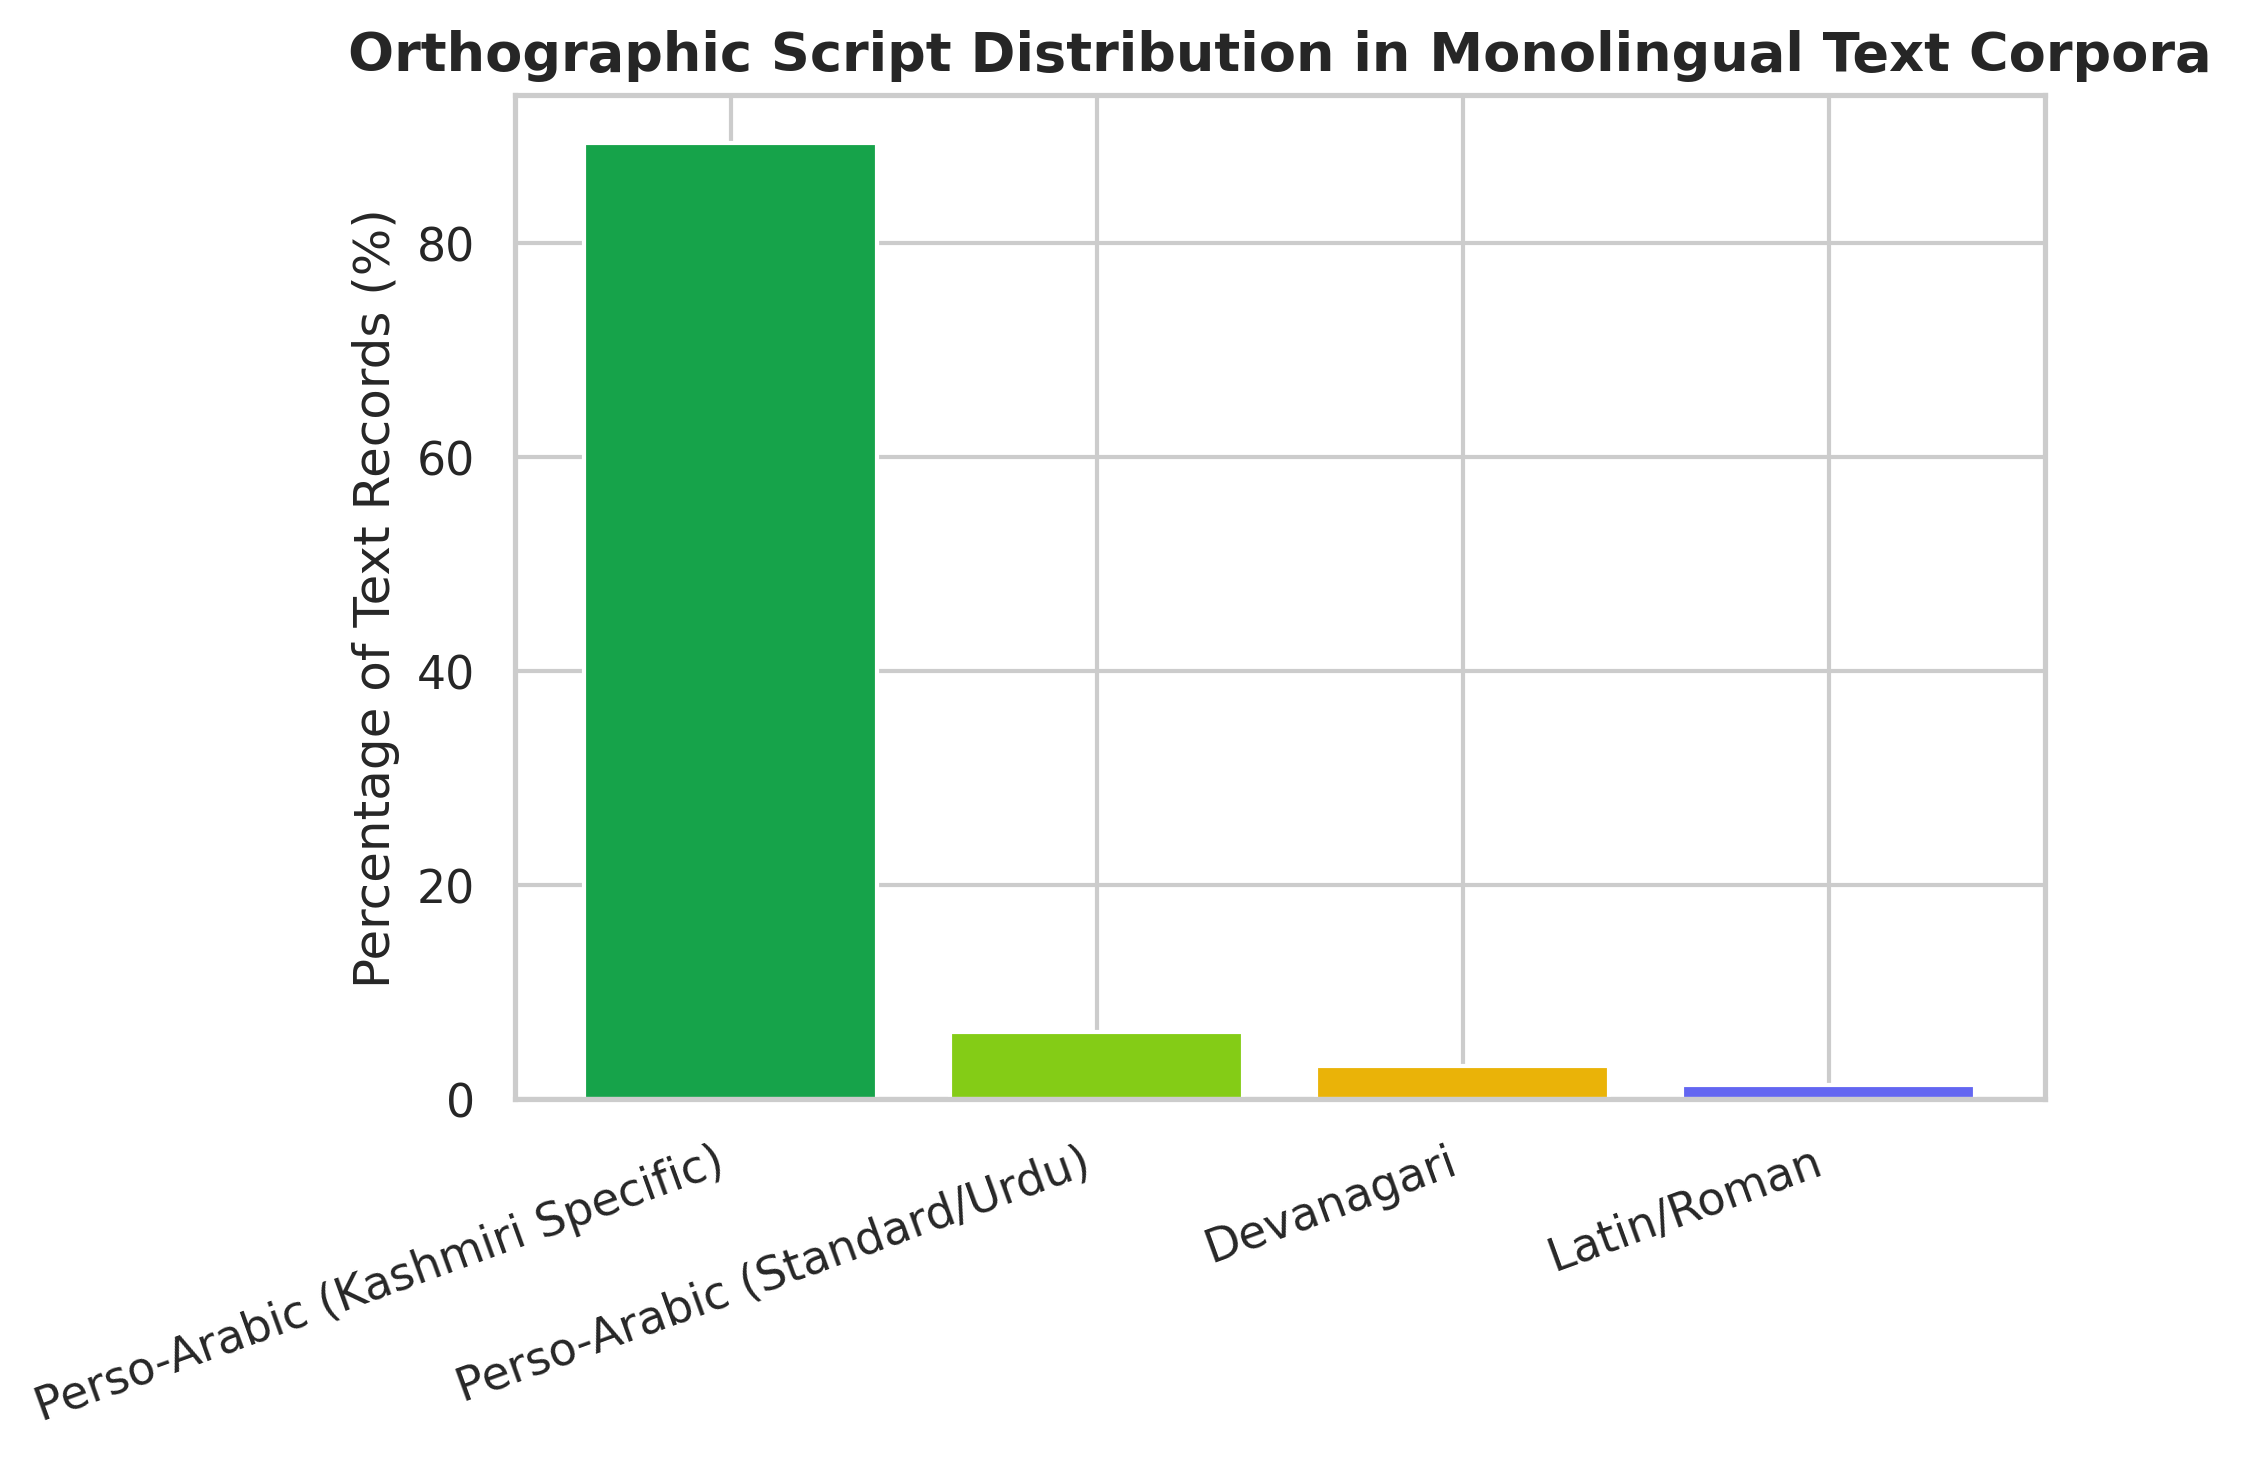 Orthographic Script Distribution in Monolingual Text Corpora
Percentage of Text Records (%)
80
60
40
20
0
Perso-Arabic (Kashmiri Specific)
Perso-Arabic (Standard/Urdu)
Devanagari
Latin/Roman